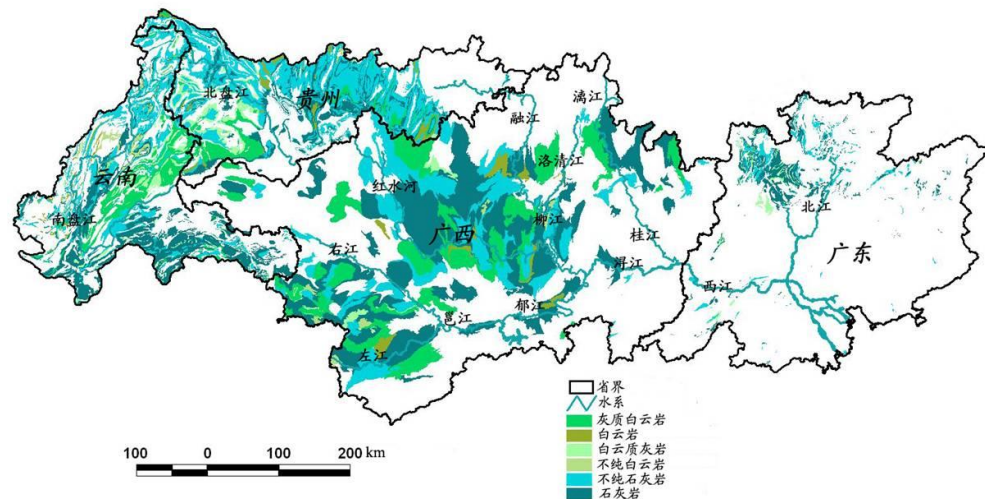 北盘江
贵州
漓江
融江
洛清江
云南
红水河
北江
南盘江
柳江
广西
桂江
广东
右江
浔江
西江
郁江
邕江
左江
省界
水系
灰质白云岩
白云岩
白云质灰岩
不纯白云岩
不纯石灰岩
石灰岩
100 0 100 200 km